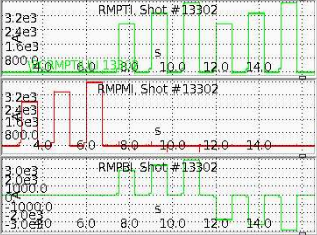 RMPTI, Shot #13302
3.2e3
2.4e3
1.6e3
800.0
A
S
4.0 6.0 8.0 10.0 12.0 14.0
RMPMI, Shot #13302
3.2e3
2.4e3
1.6e3
800.0
A
S
4.0 6.0 8.0 10.0 12.0 14.0
RMPBI, Shot #13302
3.0e3
2.0e3
1000.0
0.0
-1000.0
-2.0e3
-3.0e3
S
4.0 6.0 8.0 10.0 12.0 14.0